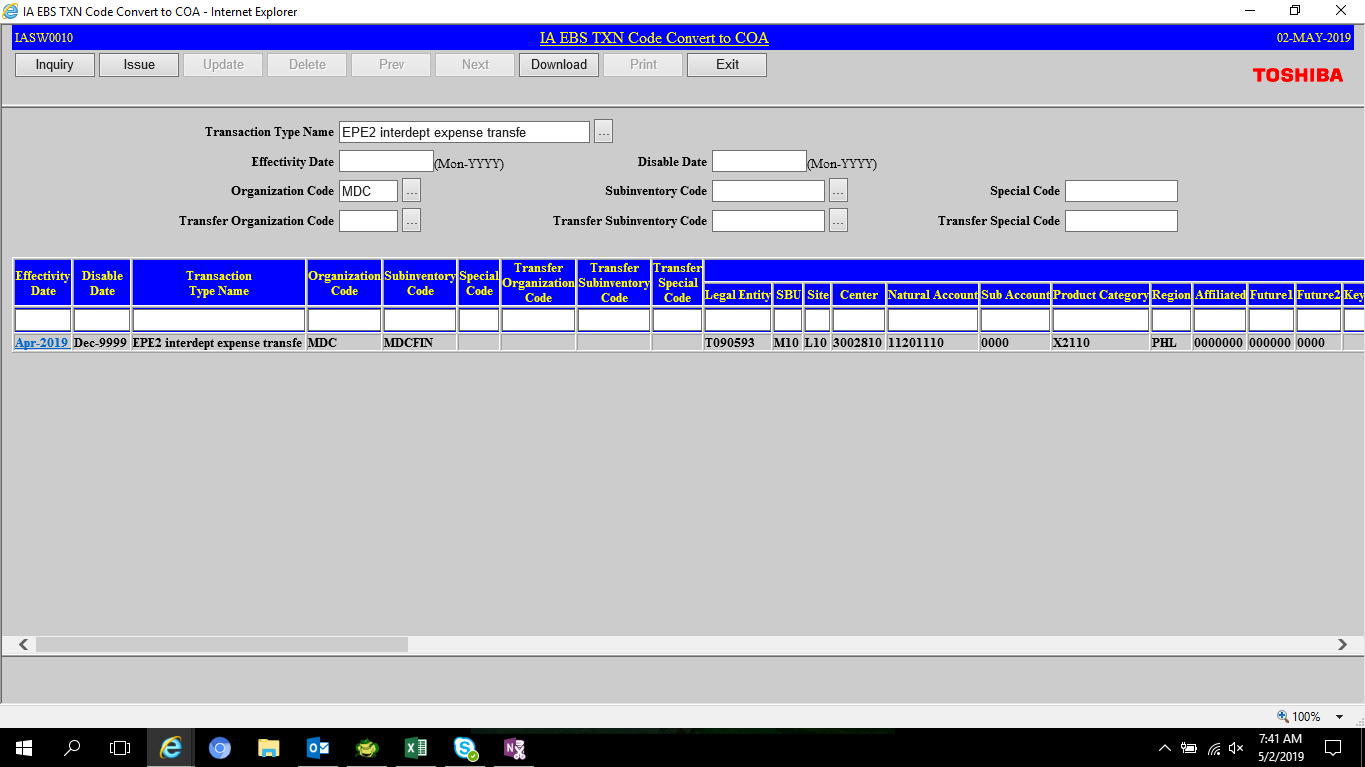 IA EBS TXN Code Convert to COA - Internet Explorer
IASW0010 IA EBS TXN Code Convert to COA 02-MAY-2019
Inquiry Issue Update Delete Prev Next Download Print Exit
TOSHIBA
Transaction Type Name EPE2 interdept expense transfe ...
Effectivity Date (Mon-YYYY) Disable Date (Mon-YYYY)
Organization Code MDC ... Subinventory Code ... Special Code
Transfer Organization Code ... Transfer Subinventory Code ... Transfer Special Code
Effectivity Date Disable Date Transaction Type Name Organization Code Subinventory Code Special Code Transfer Organization Code Transfer Subinventory Code Transfer Special Code Legal Entity SBU Site Center Natural Account Sub Account Product Category Region Affiliated Future1 Future2 Key
Apr-2019 Dec-9999 EPE2 interdept expense transfe MDC MDCFIN T090593 M10 L10 3002810 11201110 0000 X2110 PHL 0000000 000000 0000
100%
7:41 AM
5/2/2019